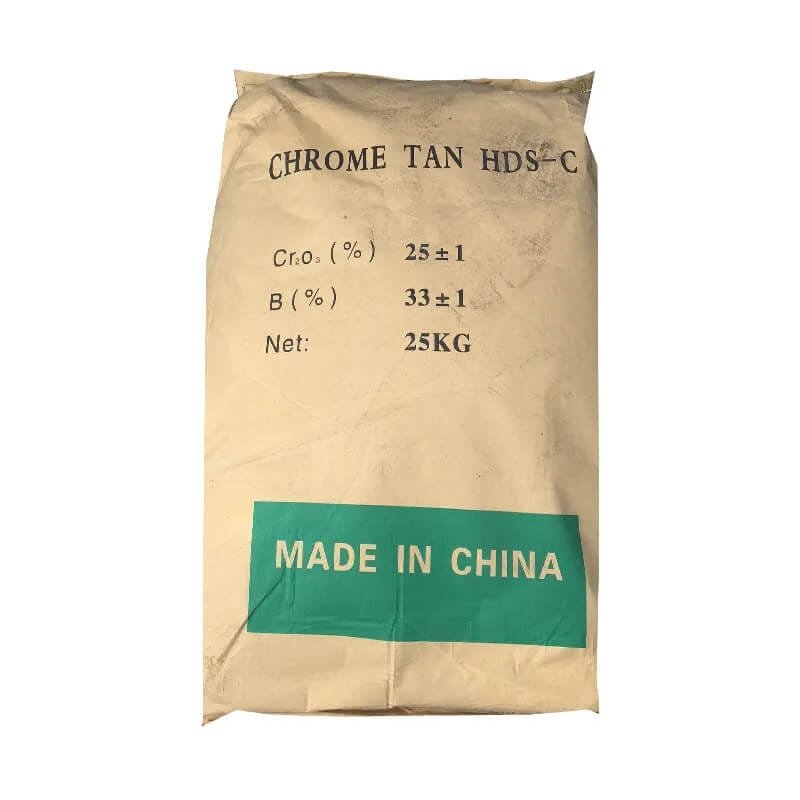 CHROME TAN HDS-C
Cr₂o₃(%) 25±1
B(%) 33±1
Net: 25KG
MADE IN CHINA